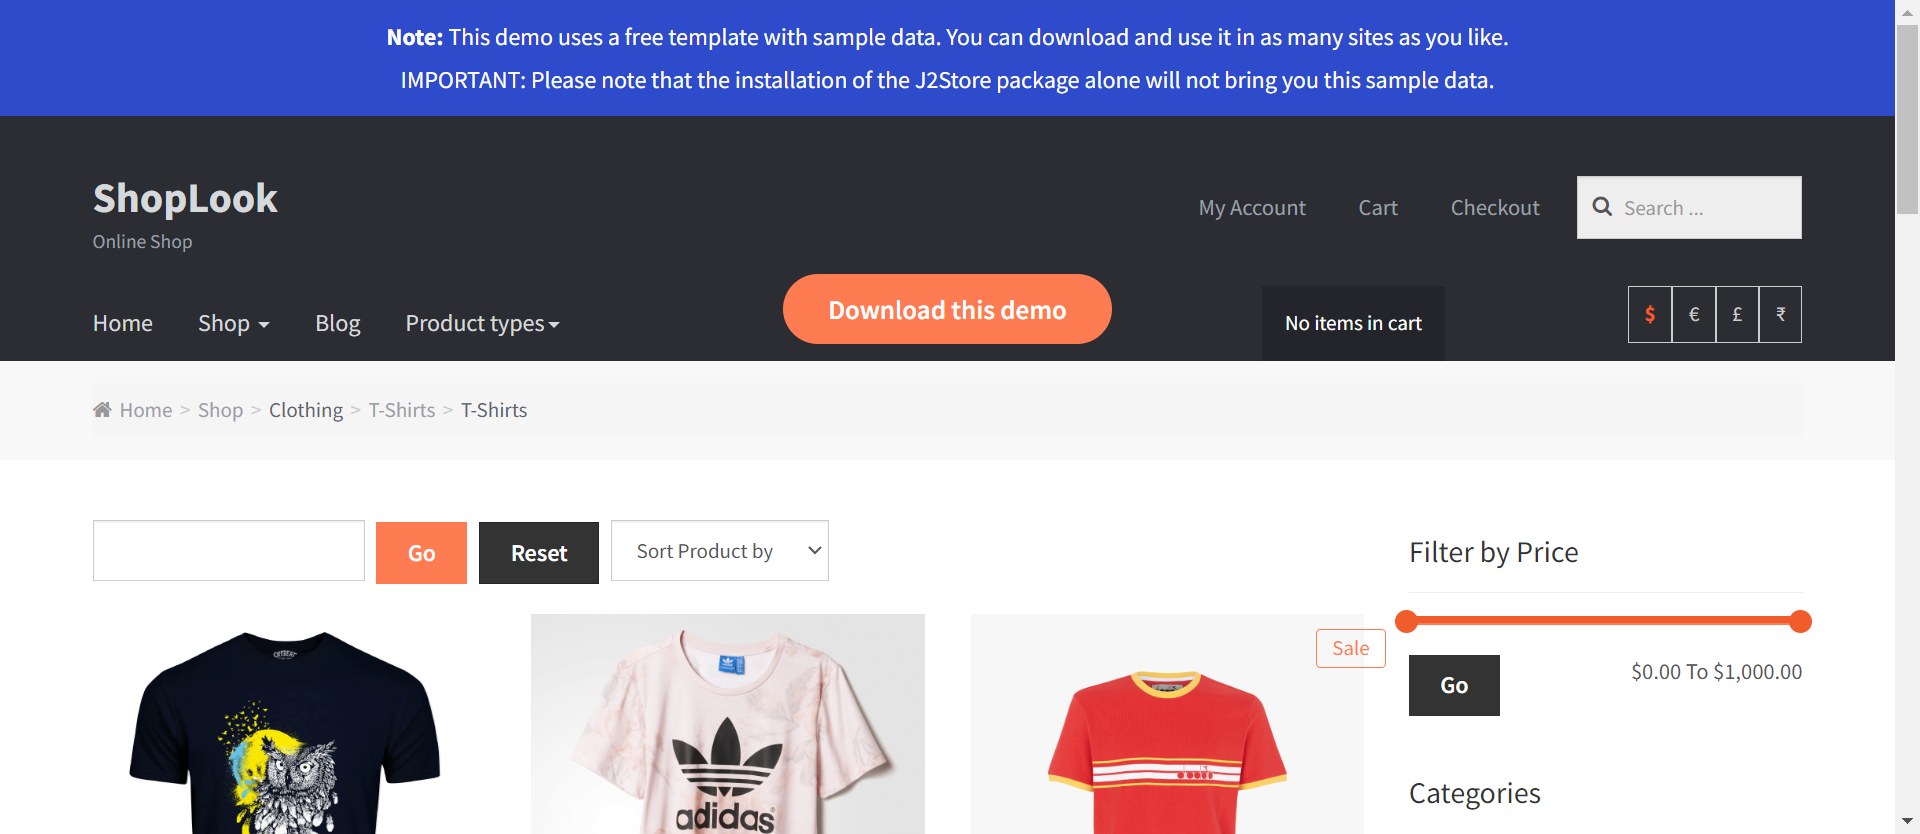 Note: This demo uses a free template with sample data. You can download and use it in as many sites as you like.
IMPORTANT: Please note that the installation of the J2Store package alone will not bring you this sample data.
ShopLook
Online Shop
My Account
Cart
Checkout
Search ...
Home
Shop
Blog
Product types
Download this demo
No items in cart
$
€
£
₹
Home > Shop > Clothing > T-Shirts > T-Shirts
Go
Reset
Sort Product by
Filter by Price
Sale
Go
$0.00 To $1,000.00
adidas
Categories